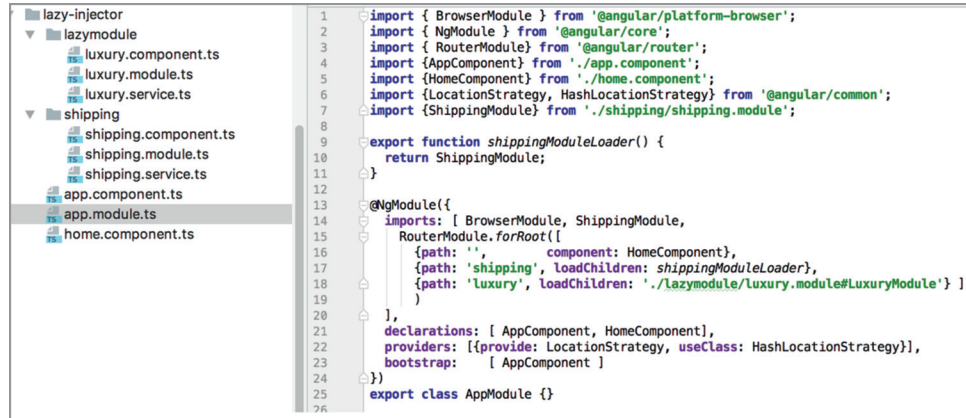 lazy-injector
lazymodule
luxury.component.ts
luxury.module.ts
luxury.service.ts
shipping
shipping.component.ts
shipping.module.ts
shipping.service.ts
app.component.ts
app.module.ts
home.component.ts
1 import { BrowserModule } from '@angular/platform-browser';
2 import { NgModule } from '@angular/core';
3 import { RouterModule} from '@angular/router';
4 import {AppComponent} from './app.component';
5 import {HomeComponent} from './home.component';
6 import {LocationStrategy, HashLocationStrategy} from '@angular/common';
7 import {ShippingModule} from './shipping/shipping.module';
8
9 export function shippingModuleLoader() {
10   return ShippingModule;
11 }
12
13 @NgModule({
14   imports: [ BrowserModule, ShippingModule,
15     RouterModule.forRoot([
16       {path: '',        component: HomeComponent},
17       {path: 'shipping', loadChildren: shippingModuleLoader},
18       {path: 'luxury', loadChildren: './lazymodule/luxury.module#LuxuryModule'} ]
19       )
20   ],
21   declarations: [ AppComponent, HomeComponent],
22   providers: [{provide: LocationStrategy, useClass: HashLocationStrategy}],
23   bootstrap:    [ AppComponent ]
24 })
25 export class AppModule {}
26